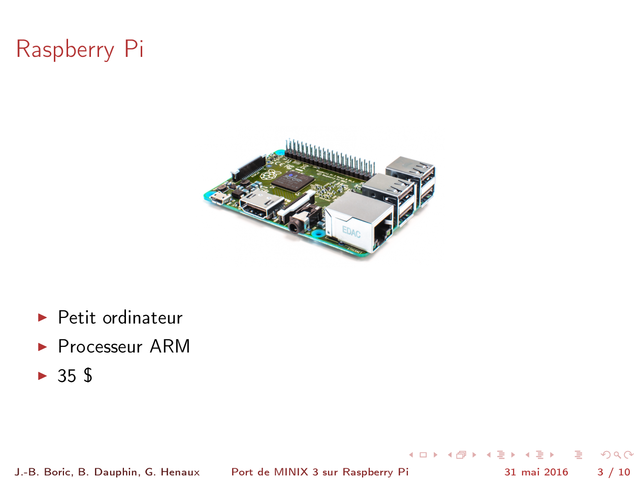 Raspberry Pi
EDAC
Petit ordinateur
Processeur ARM
35 $
J.-B. Boric, B. Dauphin, G. Henaux Port de MINIX 3 sur Raspberry Pi 31 mai 2016 3 / 10